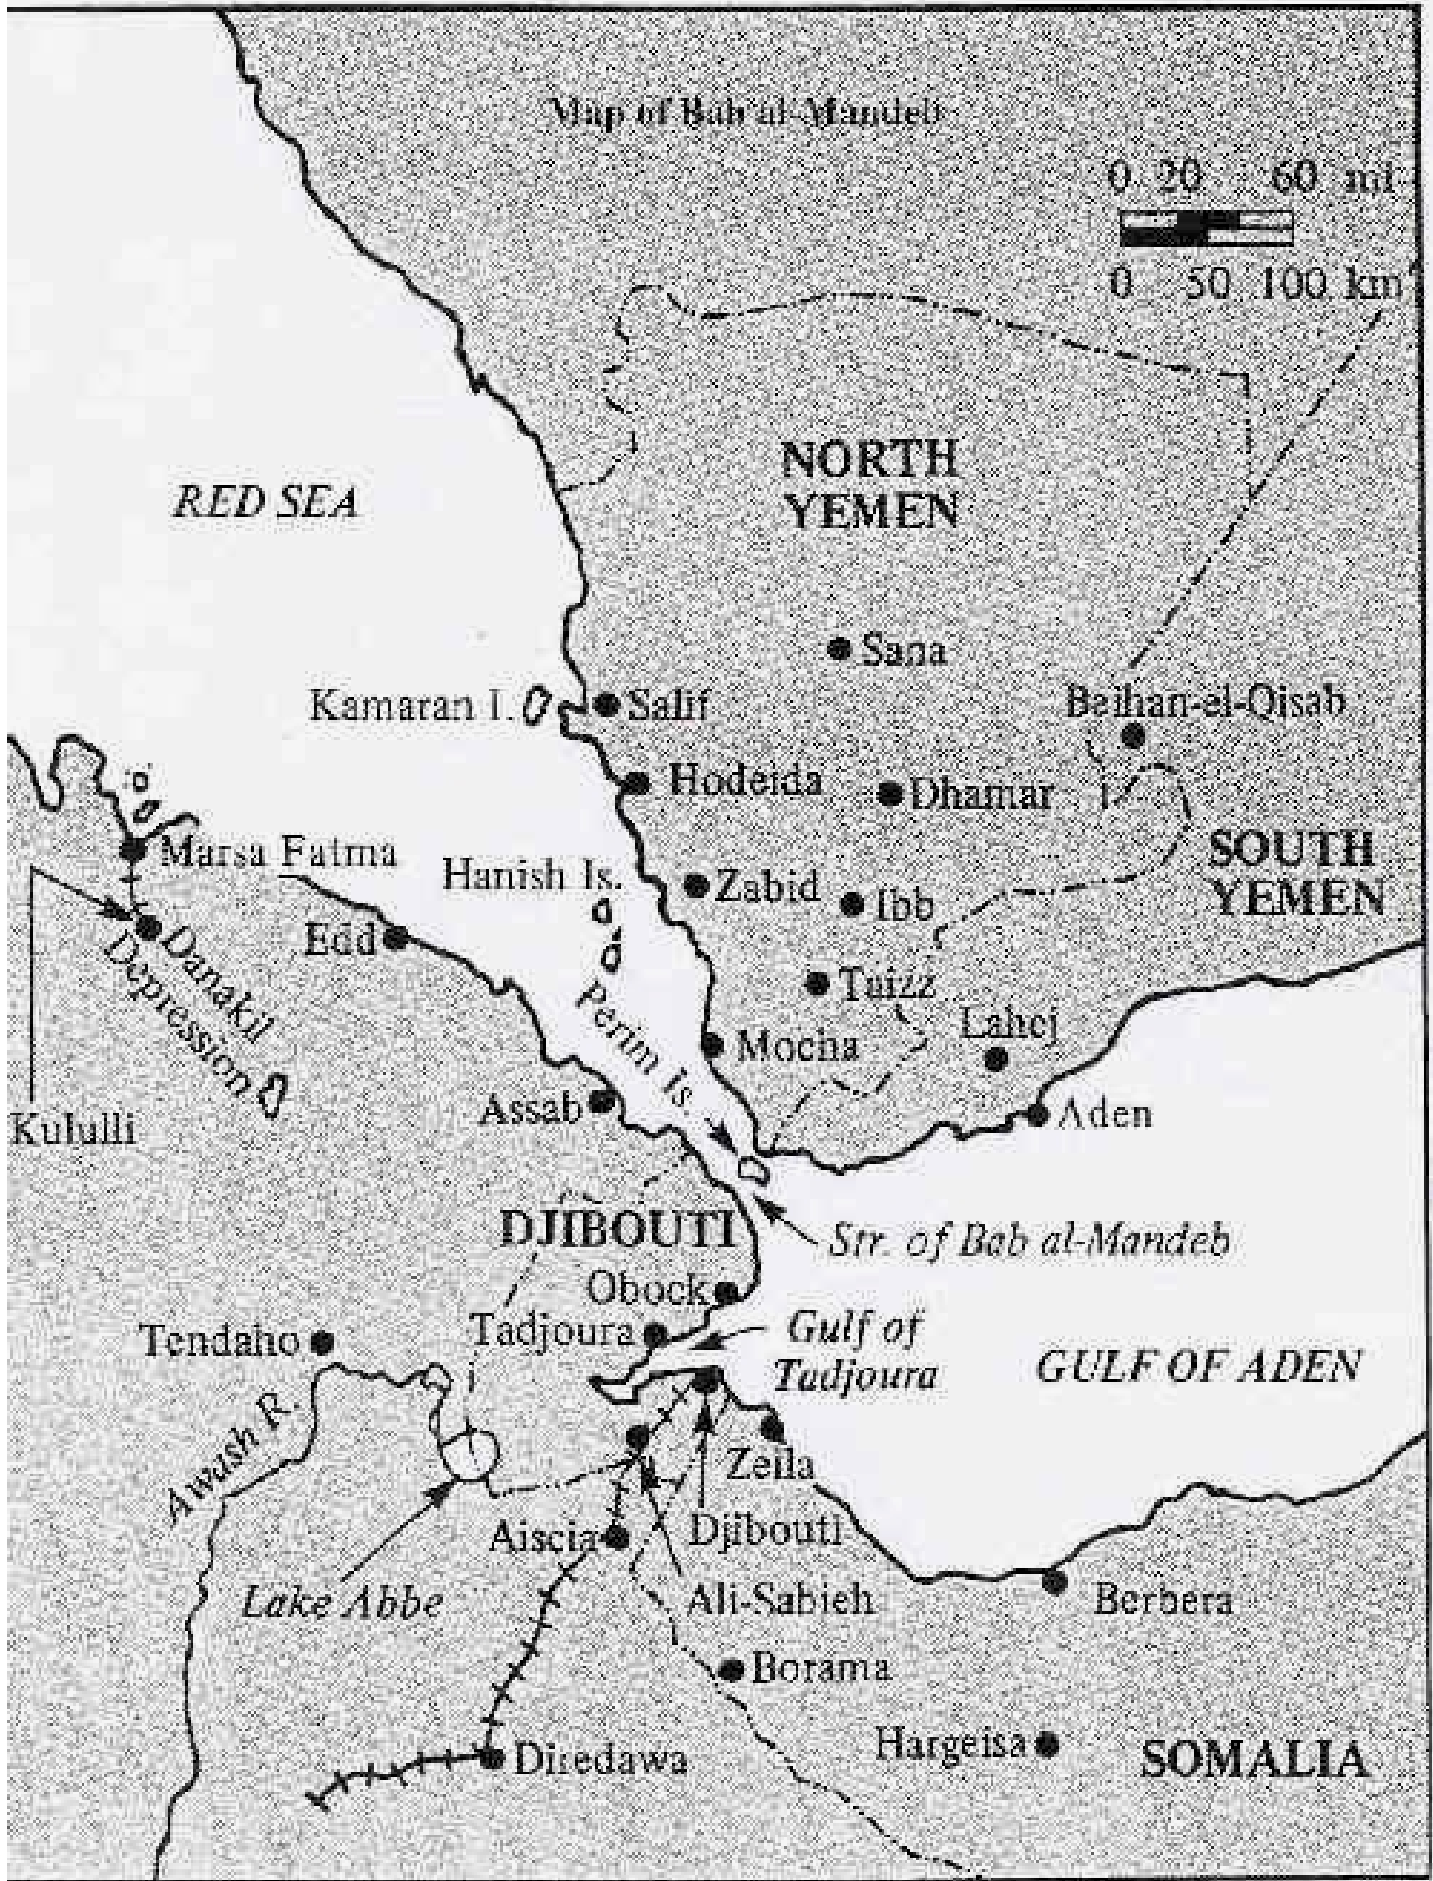 Map of Bab al-Mandeb
0 20 60 mi
0 50 100 km
NORTH
YEMEN
RED SEA
Sana
Kamaran I.
Salif
Baihan-el-Qisab
Hodeida
Dhamar
Marsa Fatma
Hanish Is.
Zabid
Ibb
SOUTH
YEMEN
Edd
Danakil
Depression
Taizz
Perim Is.
Mocha
Lahej
Kululli
Assab
Aden
DJIBOUTI
Str. of Bab al-Mandeb
Obock
Tendaho
Tadjoura
Gulf of
Tadjoura
GULF OF ADEN
Awash R.
Zeila
Aiscia
Djibouti
Lake Abbe
Ali-Sabieh
Berbera
Borama
Hargeisa
SOMALIA
Diredawa